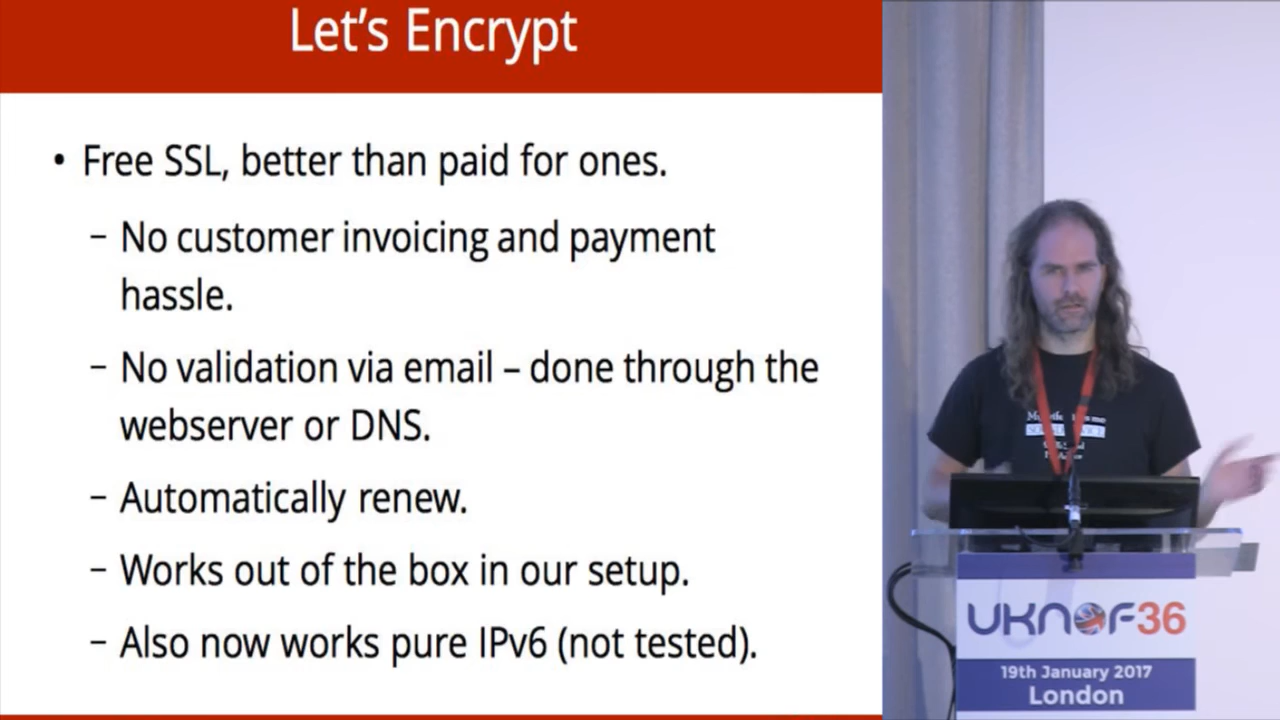 Let's Encrypt
• Free SSL, better than paid for ones.
– No customer invoicing and payment
hassle.
– No validation via email – done through the
webserver or DNS.
– Automatically renew.
– Works out of the box in our setup.
– Also now works pure IPv6 (not tested).
UKNOF36
19th January 2017
London